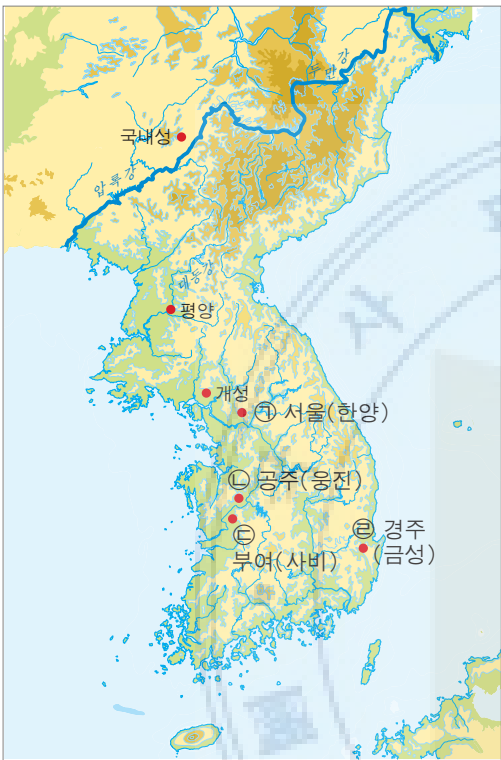 두만강
국내성
압록강
대동강
평양
개성
㉠ 서울(한양)
㉡ 공주(웅진)
㉢
부여(사비)
㉣ 경주
(금성)